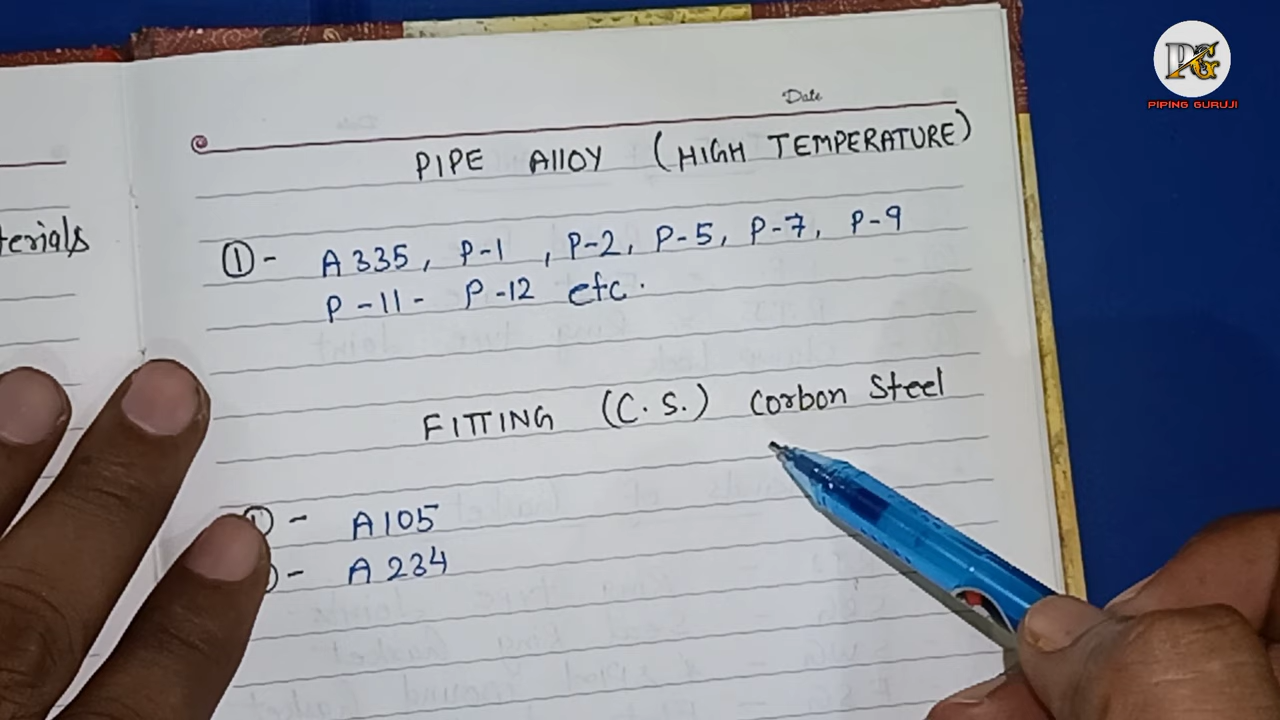 PG
PIPING GURUJI
Date
PIPE AllOY (HIGH TEMPERATURE)
terials
①- A335, P-1, P-2, P-5, P-7, P-9
P-11- P-12 etc.
FITTING (C.S.) Corbon Steel
①- A105
- A234